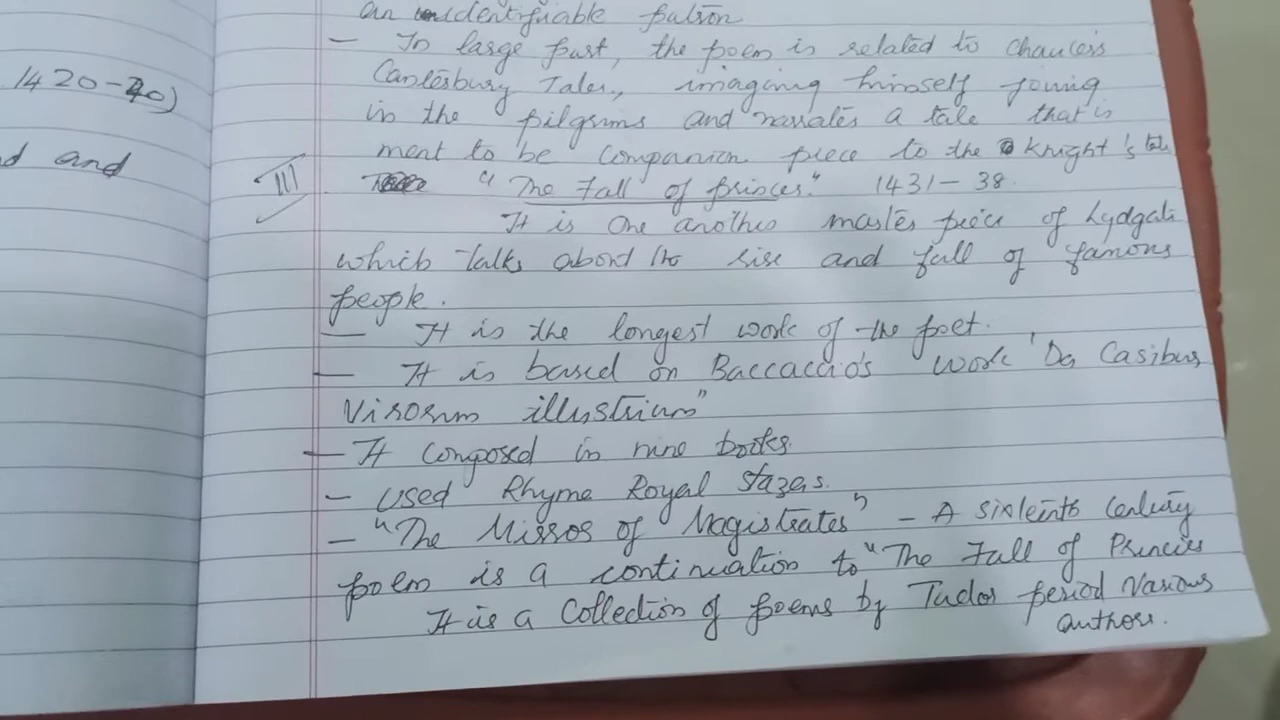 1420-20)
d and
an unidentifiable patron
- In large part, the poem is related to Chaucer's
Canterbury Tales, imaging himself joining
in the pilgrims and narrates a tale that is
ment to be companion piece to the Knight's tale
III "The Fall of princes." 1431-38.
It is one another master piece of Lydgate
which talks about the rise and fall of famous
people.
- It is the longest work of the poet.
- It is based on Baccaccio's work 'De Casibus
Virorum illustrium"
- It composed in nine books.
- Used Rhyme Royal Stazas.
- "The Mirror of Magistrates" - A sixteenth century
poem is a continuation to "The Fall of Princes
It is a Collection of poems by Tudor period Various
authors.